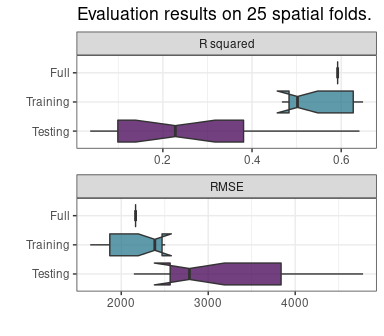 Evaluation results on 25 spatial folds.
R squared
Full
Training
Testing
0.2 0.4 0.6
RMSE
Full
Training
Testing
2000 3000 4000